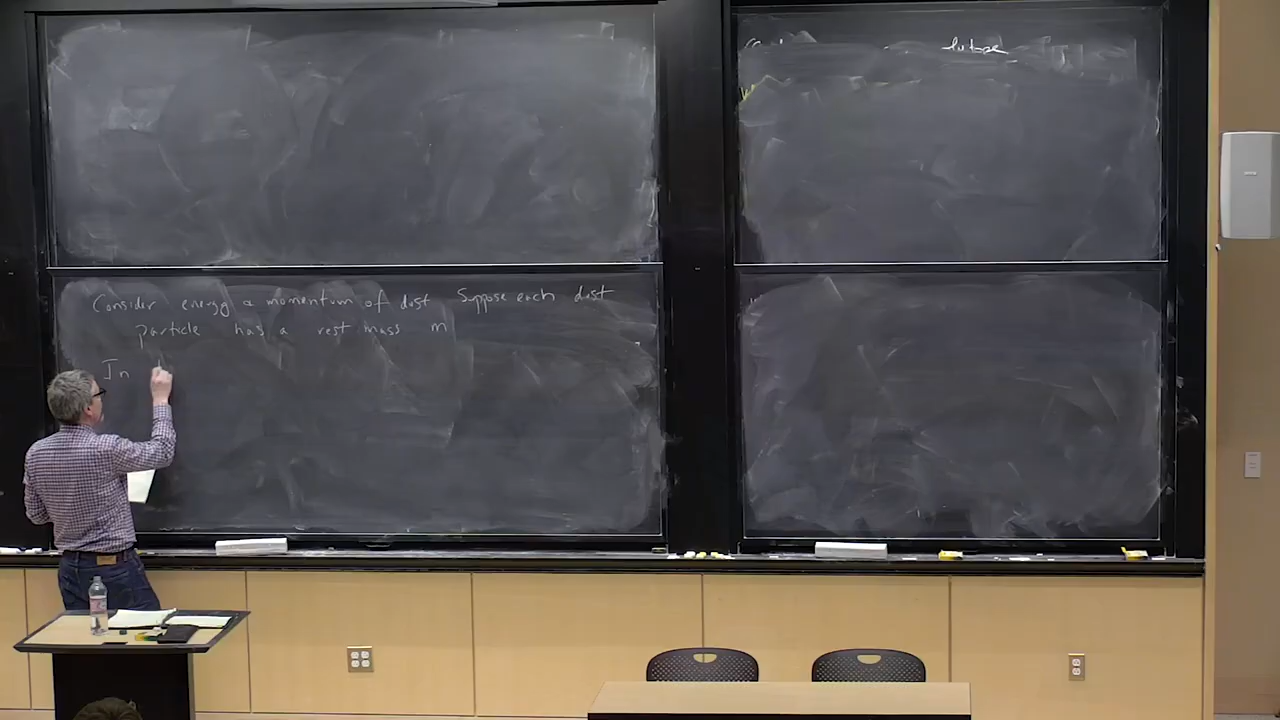 Consider energy & momentum of dust Suppose each dust
particle has a rest mass m
In